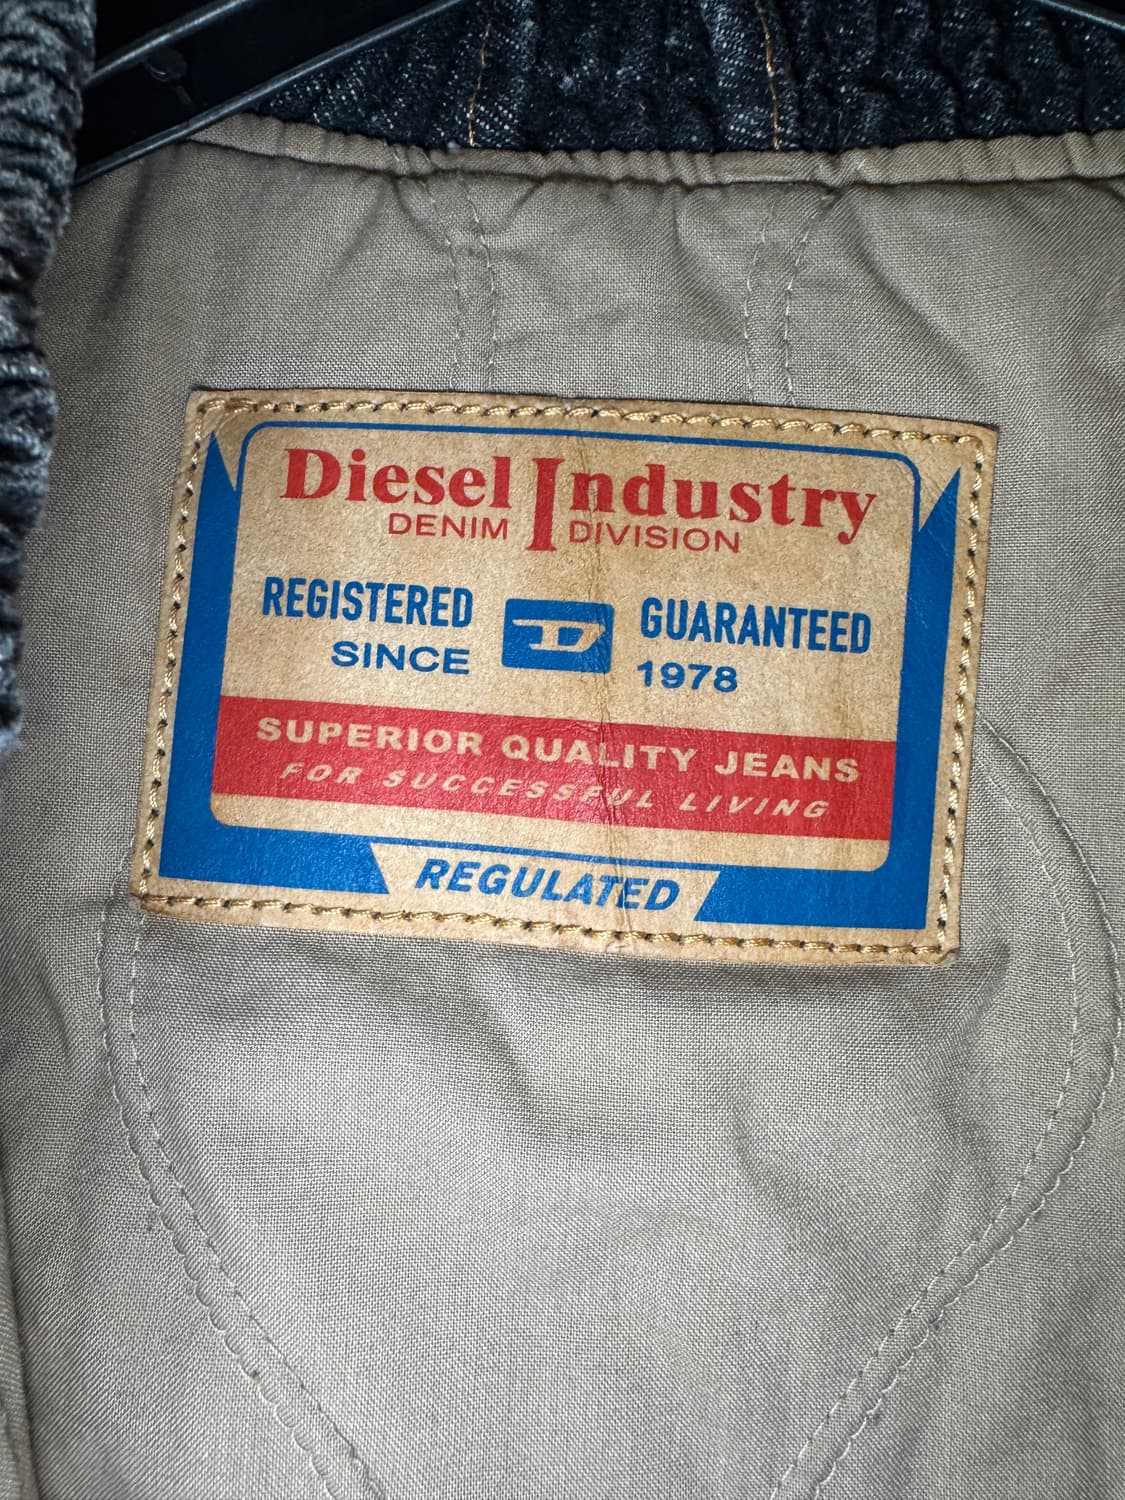 Diesel Industry
DENIM DIVISION
REGISTERED D GUARANTEED
SINCE 1978
SUPERIOR QUALITY JEANS
FOR SUCCESSFUL LIVING
REGULATED